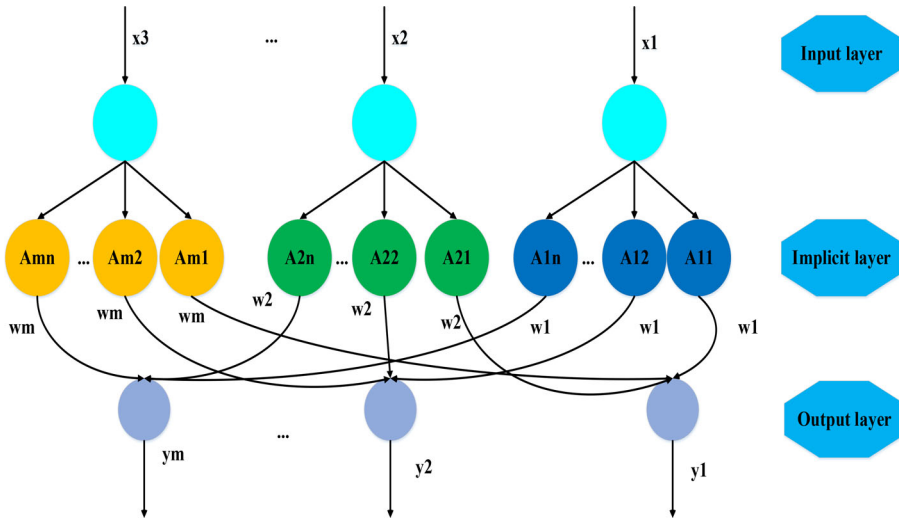 x3 ... x2 x1 Input layer
Amn ... Am2 Am1 A2n ... A22 A21 A1n ... A12 A11 Implicit layer
wm wm wm w2 w2 w2 w1 w1 w1
... Output layer
ym y2 y1